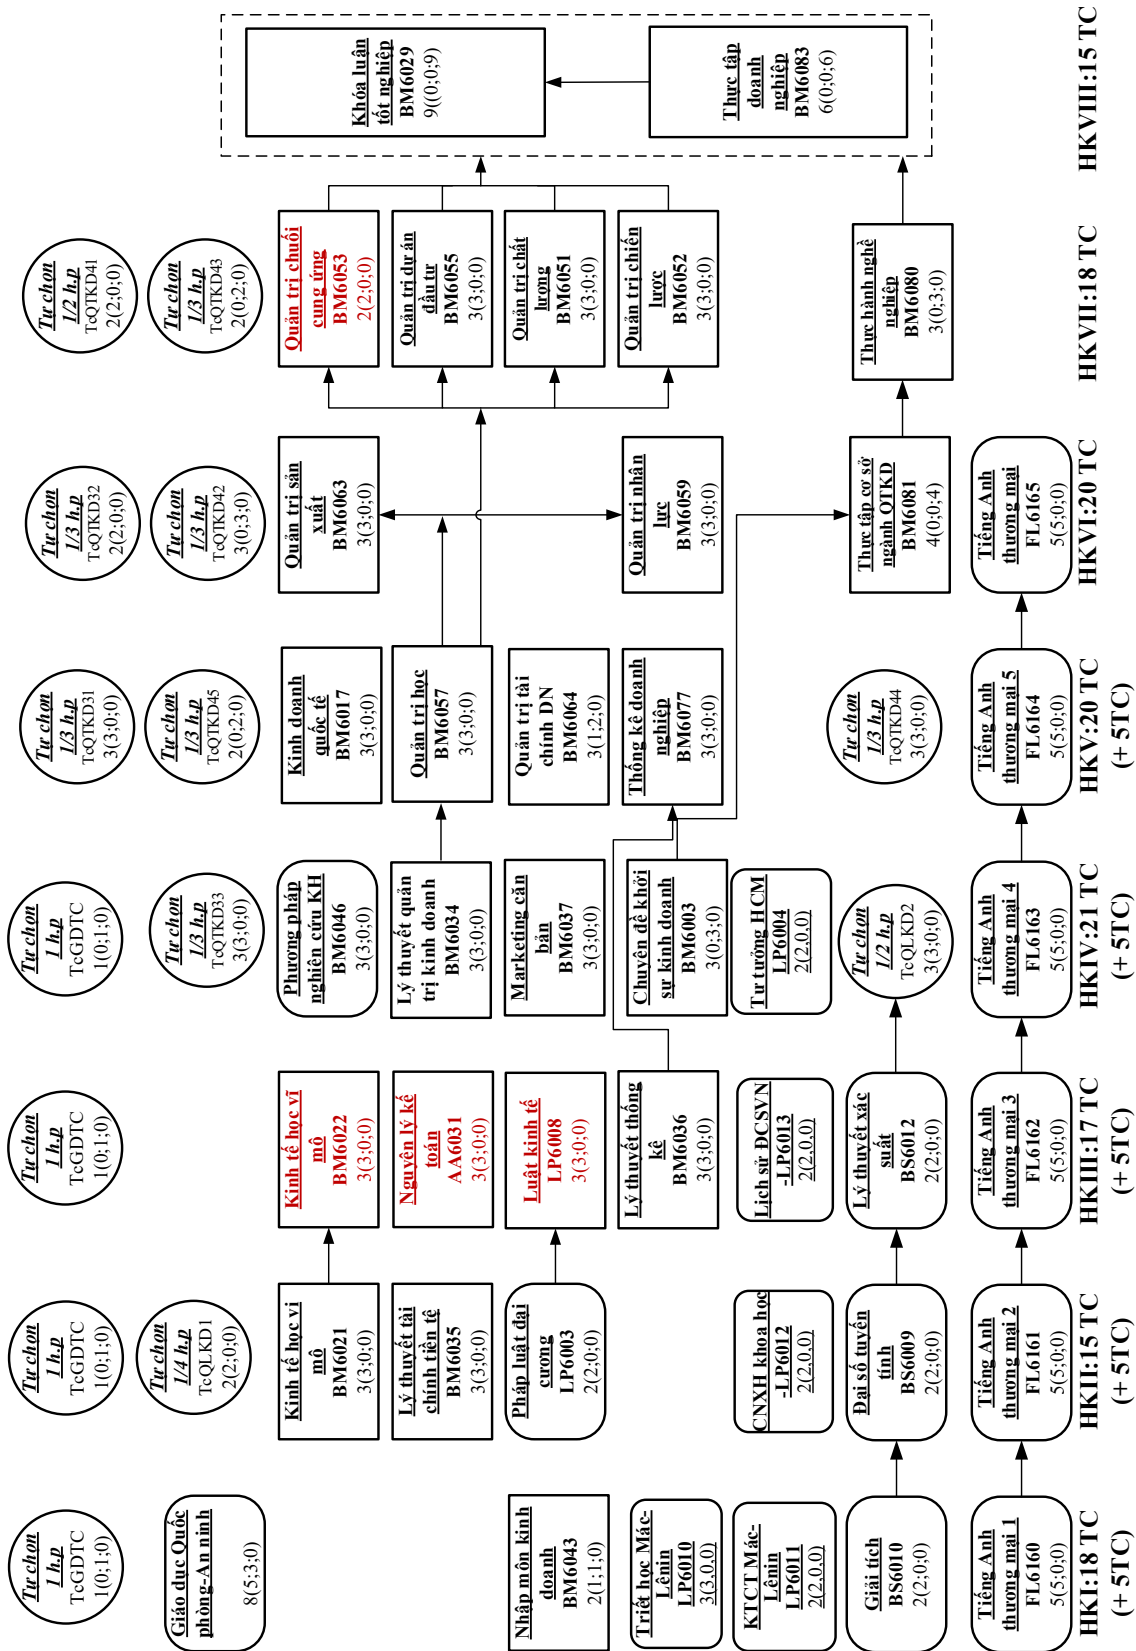 Tự chọn
1 h.p
TcGDTC
1(0;1;0)
Giáo dục Quốc
phòng-An ninh
8(5;3;0)
Nhập môn kinh
doanh
BM6043
2(1;1;0)
Triết học Mác-
Lênin
LP6010
3(3,0,0)
KTCT Mác-
Lênin
LP6011
2(2,0,0)
Giải tích
BS6010
2(2;0;0)
Tiếng Anh
thương mại 1
FL6160
5(5;0;0)
HKI:18 TC
(+ 5TC)
Tự chọn
1 h.p
TcGDTC
1(0;1;0)
Tự chọn
1/4 h.p
TcQLKD1
2(2;0;0)
Kinh tế học vi
mô
BM6021
3(3;0;0)
Lý thuyết tài
chính tiền tệ
BM6035
3(3;0;0)
Pháp luật đại
cương
LP6003
2(2;0;0)
CNXH khoa học
-LP6012
2(2,0,0)
Đại số tuyến
tính
BS6009
2(2;0;0)
Tiếng Anh
thương mại 2
FL6161
5(5;0;0)
HKII:15 TC
(+ 5TC)
Tự chọn
1 h.p
TcGDTC
1(0;1;0)
Kinh tế học vĩ
mô
BM6022
3(3;0;0)
Nguyên lý kế
toán
AA6031
3(3;0;0)
Luật kinh tế
LP6008
3(3;0;0)
Lý thuyết thống
kê
BM6036
3(3;0;0)
Lịch sử ĐCSVN
-LP6013
2(2,0,0)
Lý thuyết xác
suất
BS6012
2(2;0;0)
Tiếng Anh
thương mại 3
FL6162
5(5;0;0)
HKIII:17 TC
(+ 5TC)
Tự chọn
1 h.p
TcGDTC
1(0;1;0)
Tự chọn
1/3 h.p
TcQTKD33
3(3;0;0)
Phương pháp
nghiên cứu KH
BM6046
3(3;0;0)
Lý thuyết quản
trị kinh doanh
BM6034
3(3;0;0)
Marketing căn
bản
BM6037
3(3;0;0)
Chuyên đề khởi
sự kinh doanh
BM6003
3(0;3;0)
Tư tưởng HCM
LP6004
2(2,0,0)
Tự chọn
1/2 h.p
TcQLKD2
3(3;0;0)
Tiếng Anh
thương mại 4
FL6163
5(5;0;0)
HKIV:21 TC
(+ 5TC)
Tự chọn
1/3 h.p
TcQTKD31
3(3;0;0)
Tự chọn
1/3 h.p
TcQTKD45
2(0;2;0)
Kinh doanh
quốc tế
BM6017
3(3;0;0)
Quản trị học
BM6057
3(3;0;0)
Quản trị tài
chính DN
BM6064
3(1;2;0)
Thống kê doanh
nghiệp
BM6077
3(3;0;0)
Tự chọn
1/3 h.p
TcQTKD44
3(3;0;0)
Tiếng Anh
thương mại 5
FL6164
5(5;0;0)
HKV:20 TC
(+ 5TC)
Tự chọn
1/3 h.p
TcQTKD32
2(2;0;0)
Tự chọn
1/3 h.p
TcQTKD42
3(0;3;0)
Quản trị sản
xuất
BM6063
3(3;0;0)
Quản trị nhân
lực
BM6059
3(3;0;0)
Thực tập cơ sở
ngành QTKD
BM6081
4(0;0;4)
Tiếng Anh
thương mại
FL6165
5(5;0;0)
HKVI:20 TC
Tự chọn
1/2 h.p
TcQTKD41
2(2;0;0)
Tự chọn
1/3 h.p
TcQTKD43
2(0;2;0)
Quản trị chuỗi
cung ứng
BM6053
2(2;0;0)
Quản trị dự án
đầu tư
BM6055
3(3;0;0)
Quản trị chất
lượng
BM6051
3(3;0;0)
Quản trị chiến
lược
BM6052
3(3;0;0)
Thực hành nghề
nghiệp
BM6080
3(0;3;0)
HKVII:18 TC
Khóa luận
tốt nghiệp
BM6029
9((0;0;9)
Thực tập
doanh
nghiệp
BM6083
6(0;0;6)
HKVIII:15 TC